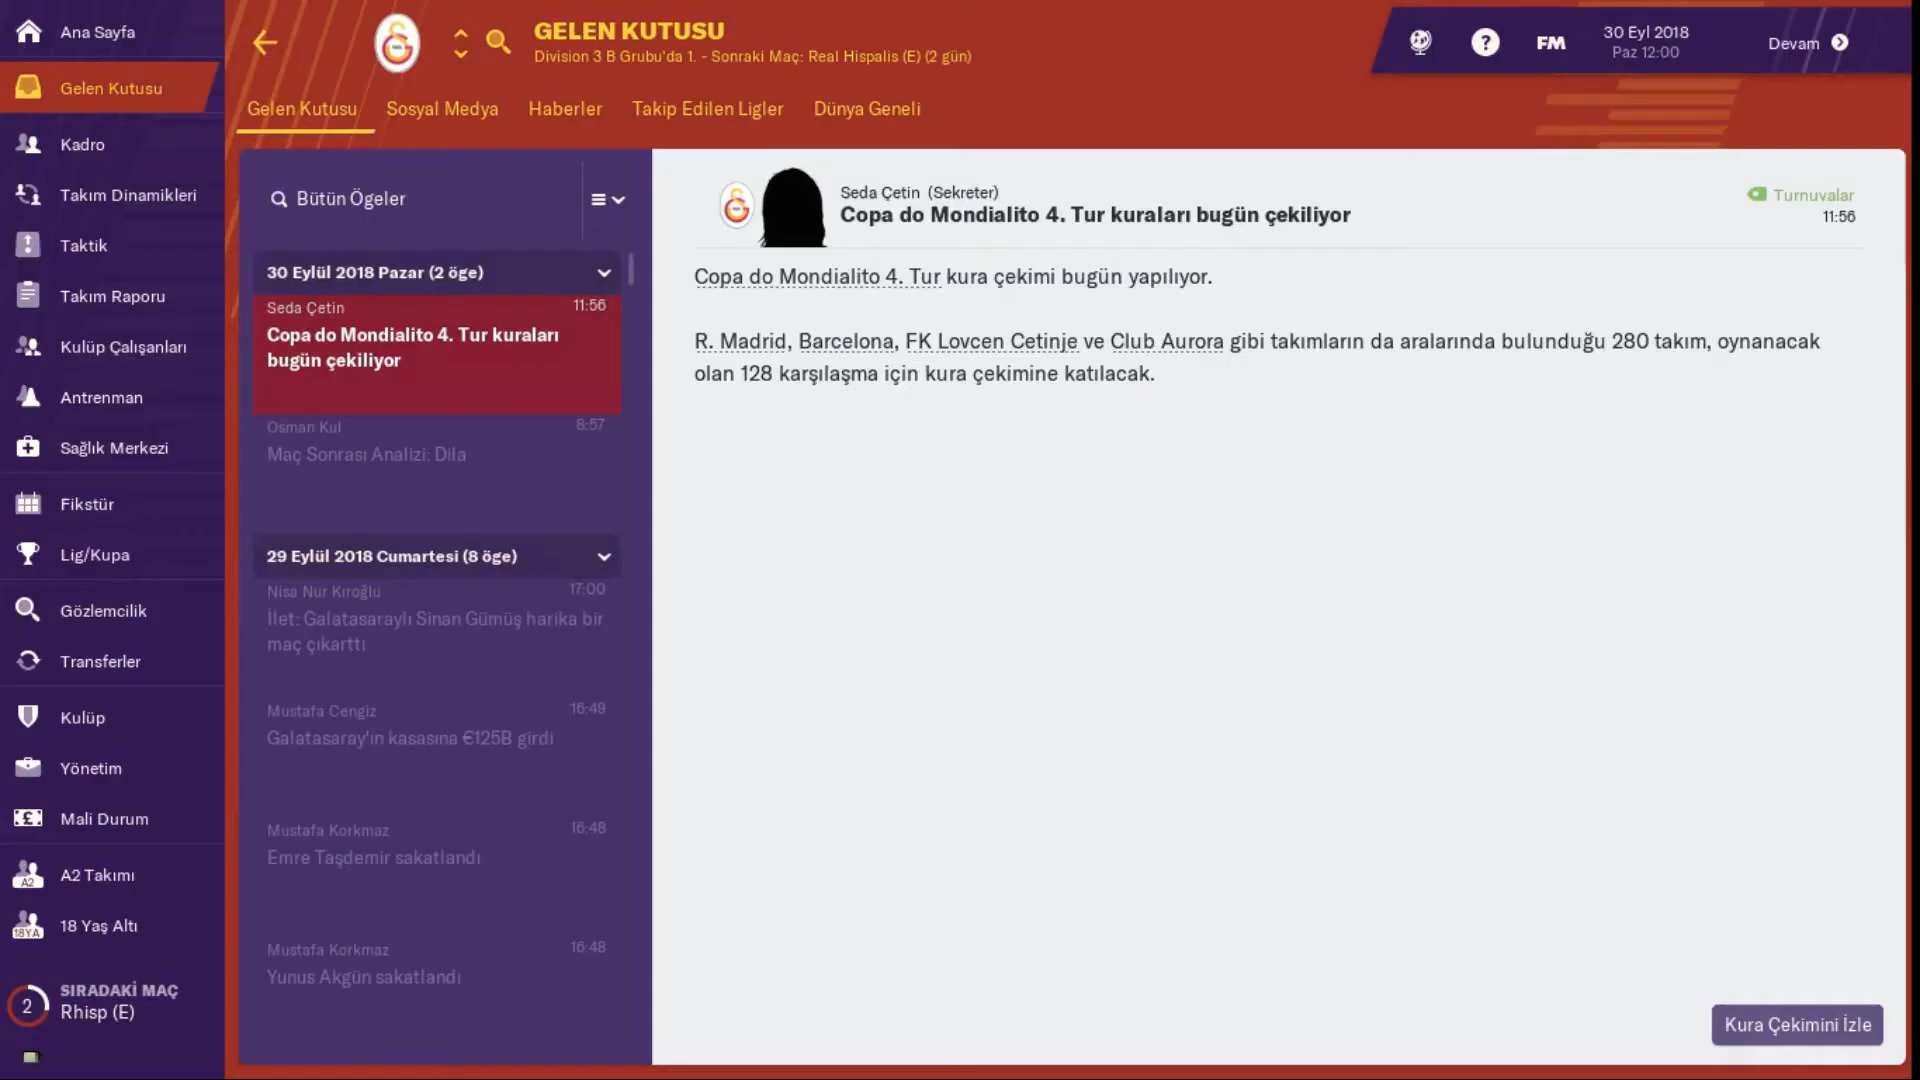 Ana Sayfa
Gelen Kutusu
Kadro
Takım Dinamikleri
Taktik
Takım Raporu
Kulüp Çalışanları
Antrenman
Sağlık Merkezi
Fikstür
Lig/Kupa
Gözlemcilik
Transferler
Kulüp
Yönetim
Mali Durum
A2
A2 Takımı
18YA
18 Yaş Altı
2
SIRADAKİ MAÇ
Rhisp (E)
GELEN KUTUSU
Division 3 B Grubu'da 1. - Sonraki Maç: Real Hispalis (E) (2 gün)
?
FM
30 Eyl 2018
Paz 12:00
Devam
Gelen Kutusu
Sosyal Medya
Haberler
Takip Edilen Ligler
Dünya Geneli
Bütün Ögeler
30 Eylül 2018 Pazar (2 öge)
Seda Çetin 11:56
Copa do Mondialito 4. Tur kuraları
bugün çekiliyor
Osman Kul 8:57
Maç Sonrası Analizi: Dila
29 Eylül 2018 Cumartesi (8 öge)
Nisa Nur Kıroğlu 17:00
İlet: Galatasaraylı Sinan Gümüş harika bir
maç çıkarttı
Mustafa Cengiz 16:49
Galatasaray'ın kasasına €125B girdi
Mustafa Korkmaz 16:48
Emre Taşdemir sakatlandı
Mustafa Korkmaz 16:48
Yunus Akgün sakatlandı
Seda Çetin (Sekreter)
Copa do Mondialito 4. Tur kuraları bugün çekiliyor
Turnuvalar
11:56
Copa do Mondialito 4. Tur kura çekimi bugün yapılıyor.
R. Madrid, Barcelona, FK Lovcen Cetinje ve Club Aurora gibi takımların da aralarında bulunduğu 280 takım, oynanacak
olan 128 karşılaşma için kura çekimine katılacak.
Kura Çekimini İzle